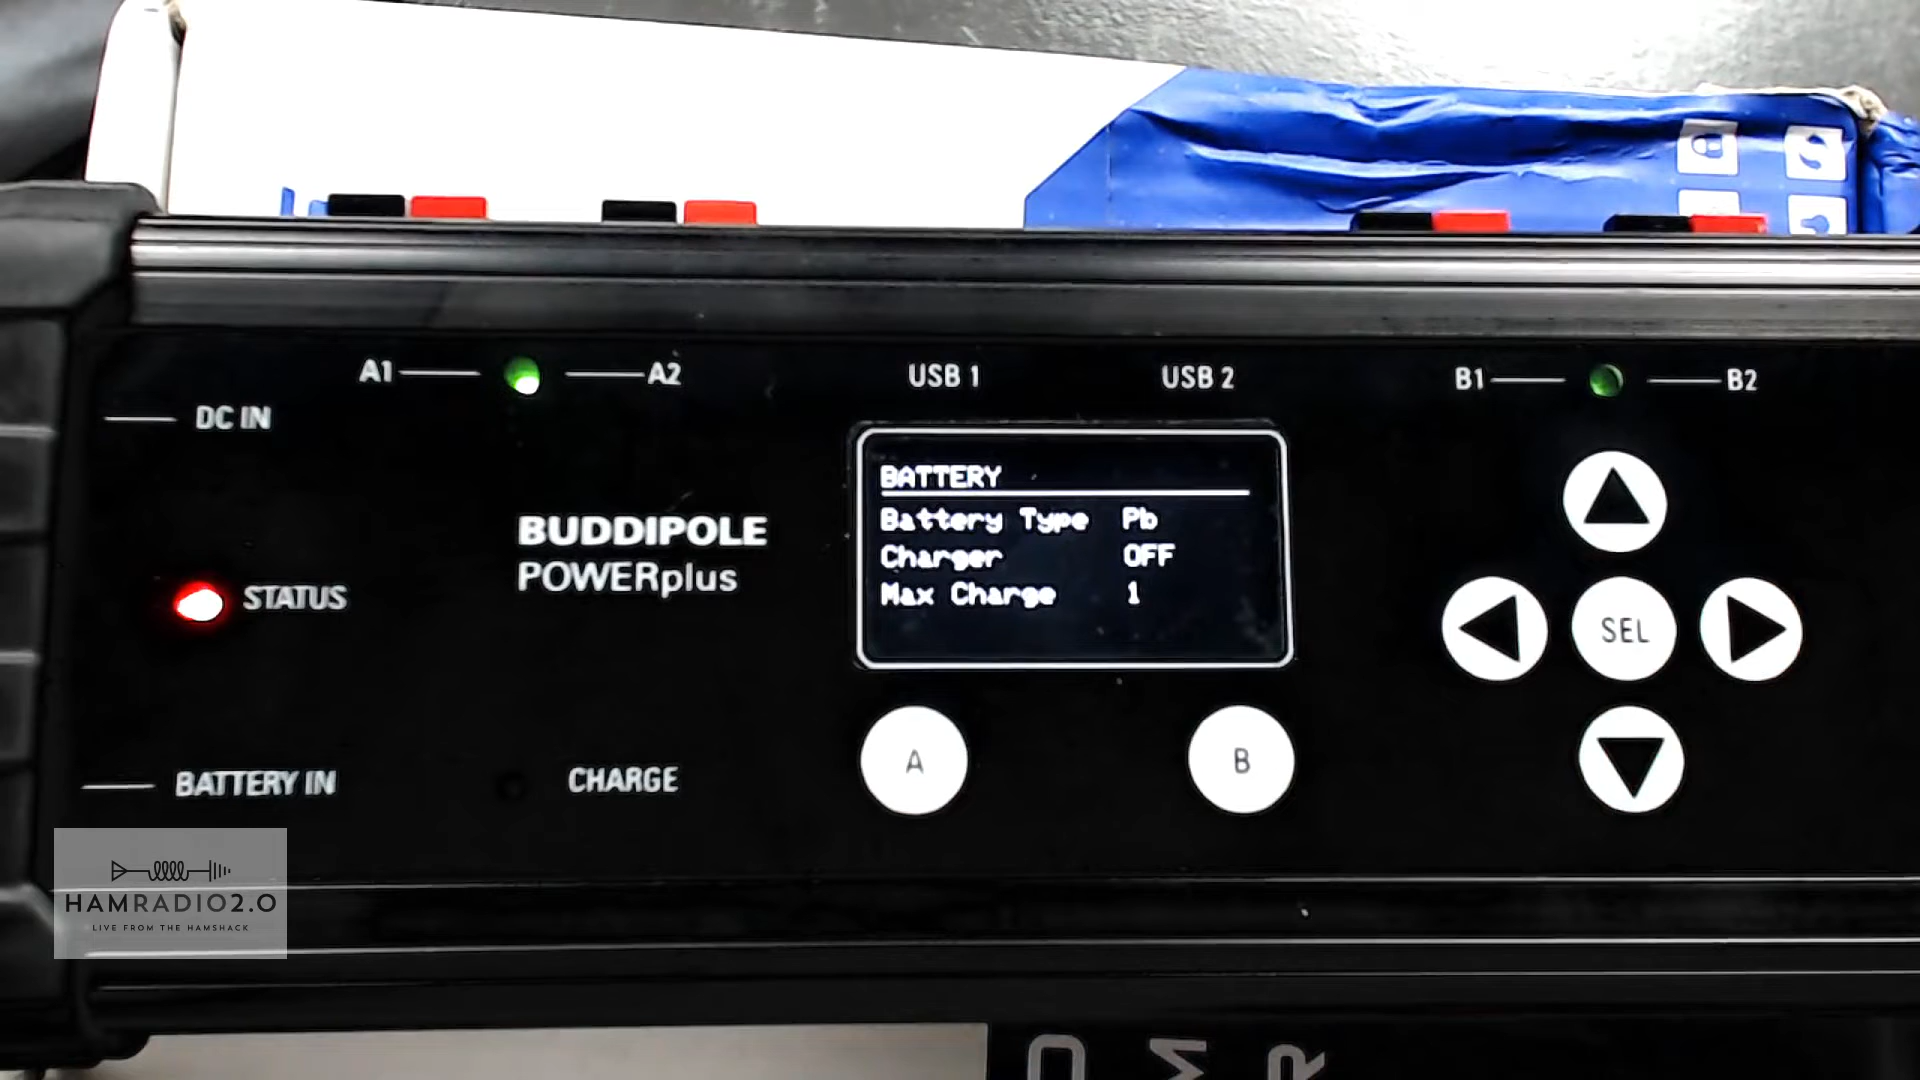 A1
A2
USB 1
USB 2
B1
B2
DC IN
BATTERY
Battery Type Pb
Charger OFF
Max Charge 1
BUDDIPOLE
POWERplus
STATUS
SEL
A
B
BATTERY IN
CHARGE
HAMRADIO2.0
LIVE FROM THE HAMSHACK